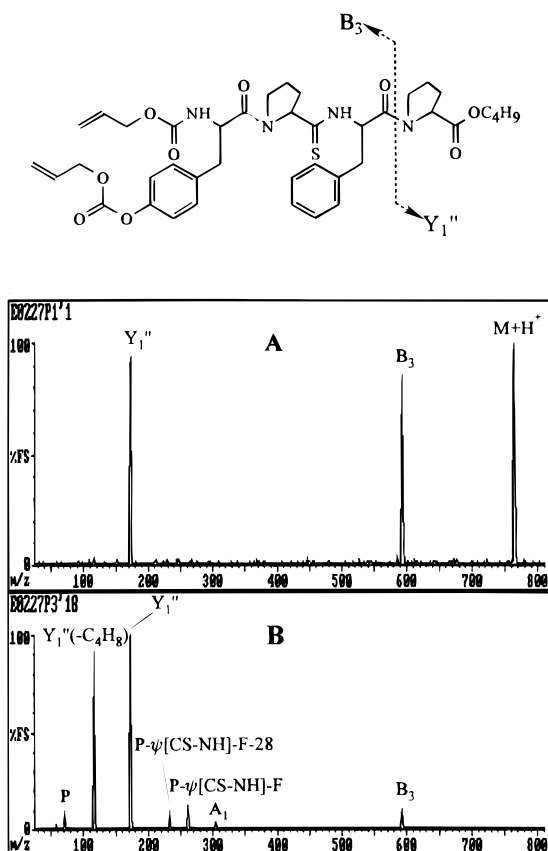 B₃
O
O
NH
O
NH
O
N
N
OC₄H₉
O
S
O
O
O
O
Y₁''
E0227P1'1
A
M+H⁺
Y₁''
B₃
100
%FS
0
m/z 100 200 300 400 500 600 700 800
E0227P3'18
B
Y₁''
Y₁''(-C₄H₈)
100
%FS
P-ψ[CS-NH]-F-28
P-ψ[CS-NH]-F
P
A₁
B₃
0
m/z 100 200 300 400 500 600 700 800